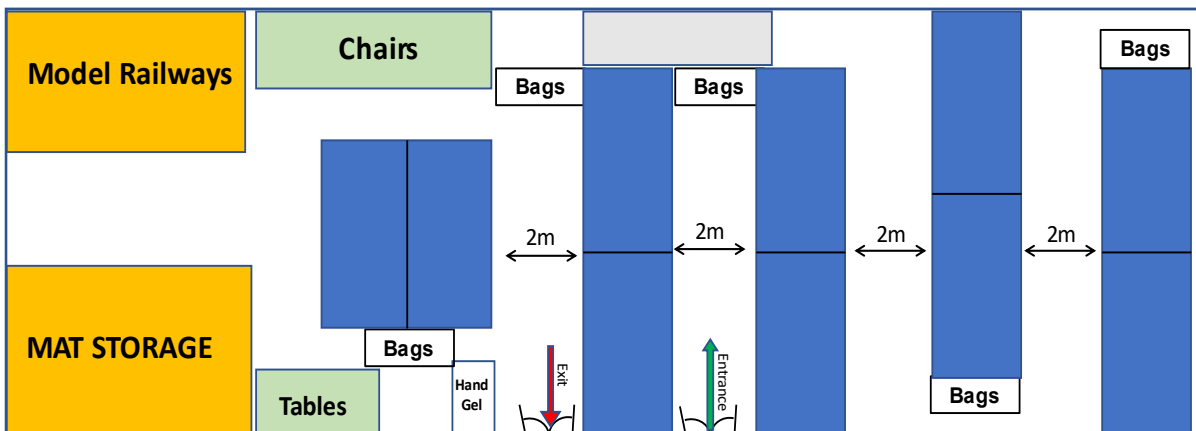 Model Railways
Chairs
Bags
Bags
Bags
2m
2m
2m
2m
MAT STORAGE
Bags
Tables
Hand
Gel
Exit
Entrance
Bags